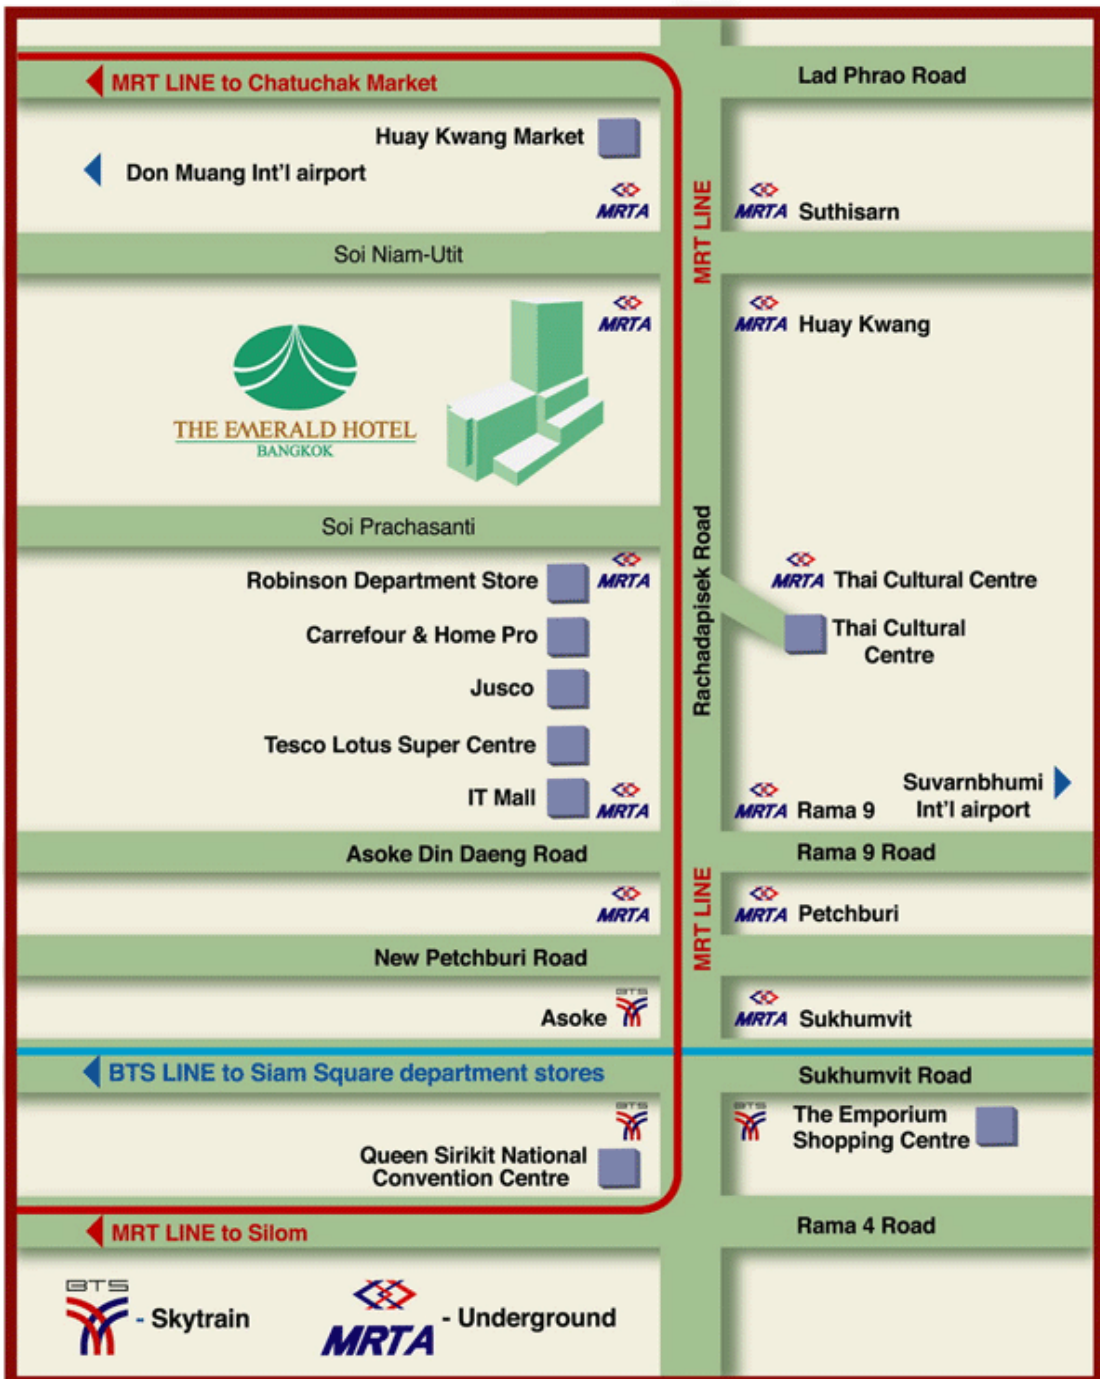 MRT LINE to Chatuchak Market
Lad Phrao Road
Huay Kwang Market
Don Muang Int'l airport
MRTA
MRT LINE
MRTA Suthisarn
Soi Niam-Utit
MRTA
MRTA Huay Kwang
THE EMERALD HOTEL
BANGKOK
Soi Prachasanti
Rachadapisek Road
Robinson Department Store
MRTA
MRTA Thai Cultural Centre
Carrefour & Home Pro
Thai Cultural
Centre
Jusco
Tesco Lotus Super Centre
IT Mall
MRTA
MRTA Rama 9
Suvarnbhumi
Int'l airport
Asoke Din Daeng Road
Rama 9 Road
MRTA
MRT LINE
MRTA Petchburi
New Petchburi Road
Asoke
BTS
MRTA Sukhumvit
BTS LINE to Siam Square department stores
Sukhumvit Road
BTS
BTS
The Emporium
Shopping Centre
Queen Sirikit National
Convention Centre
MRT LINE to Silom
Rama 4 Road
BTS
- Skytrain
MRTA
- Underground